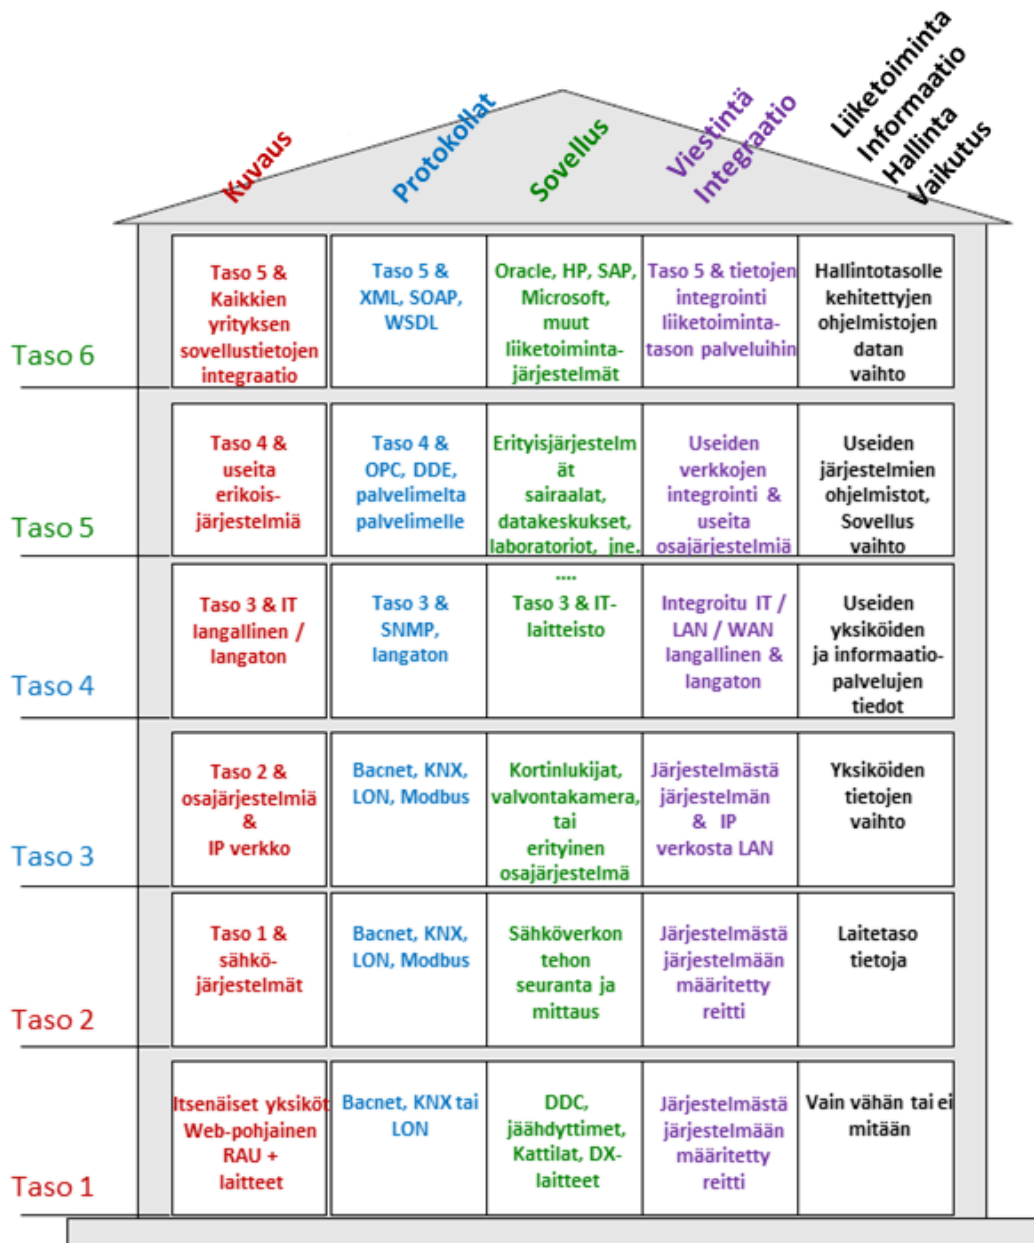 Kuvaus
Protokollat
Sovellus
Viestintä
Integraatio
Liiketoiminta
Informaatio
Hallinta
Vaikutus
Taso 6
Taso 5 &
Kaikkien
yrityksen
sovellustietojen
integraatio
Taso 5 &
XML, SOAP,
WSDL
Oracle, HP, SAP,
Microsoft,
muut
liiketoiminta-
järjestelmät
Taso 5 & tietojen
integrointi
liiketoiminta-
tason palveluihin
Hallintotasolle
kehitettyjen
ohjelmistojen
datan
vaihto
Taso 5
Taso 4 &
useita
erikois-
järjestelmiä
Taso 4 &
OPC, DDE,
palvelimelta
palvelimelle
Erityisjärjestelm
ät
sairaalat,
datakeskukset,
laboratoriot, jne.
....
Useiden
verkkojen
integrointi &
useita
osajärjestelmiä
Useiden
järjestelmien
ohjelmistot,
Sovellus
vaihto
Taso 4
Taso 3 & IT
langallinen /
langaton
Taso 3 &
SNMP,
langaton
Taso 3 & IT-
laitteisto
Integroitu IT /
LAN / WAN
langallinen &
langaton
Useiden
yksiköiden
ja informaatio-
palvelujen
tiedot
Taso 3
Taso 2 &
osajärjestelmiä
&
IP verkko
Bacnet, KNX,
LON, Modbus
Kortinlukijat,
valvontakamera,
tai
erityinen
osajärjestelmä
Järjestelmästä
järjestelmän
& IP
verkosta LAN
Yksiköiden
tietojen
vaihto
Taso 2
Taso 1 &
sähkö-
järjestelmät
Bacnet, KNX,
LON, Modbus
Sähköverkon
tehon
seuranta ja
mittaus
Järjestelmästä
järjestelmään
määritetty
reitti
Laitetaso
tietoja
Taso 1
Itsenäiset yksiköt
Web-pohjainen
RAU +
laitteet
Bacnet, KNX tai
LON
DDC,
jäähdyttimet,
Kattilat, DX-
laitteet
Järjestelmästä
järjestelmään
määritetty
reitti
Vain vähän tai ei
mitään